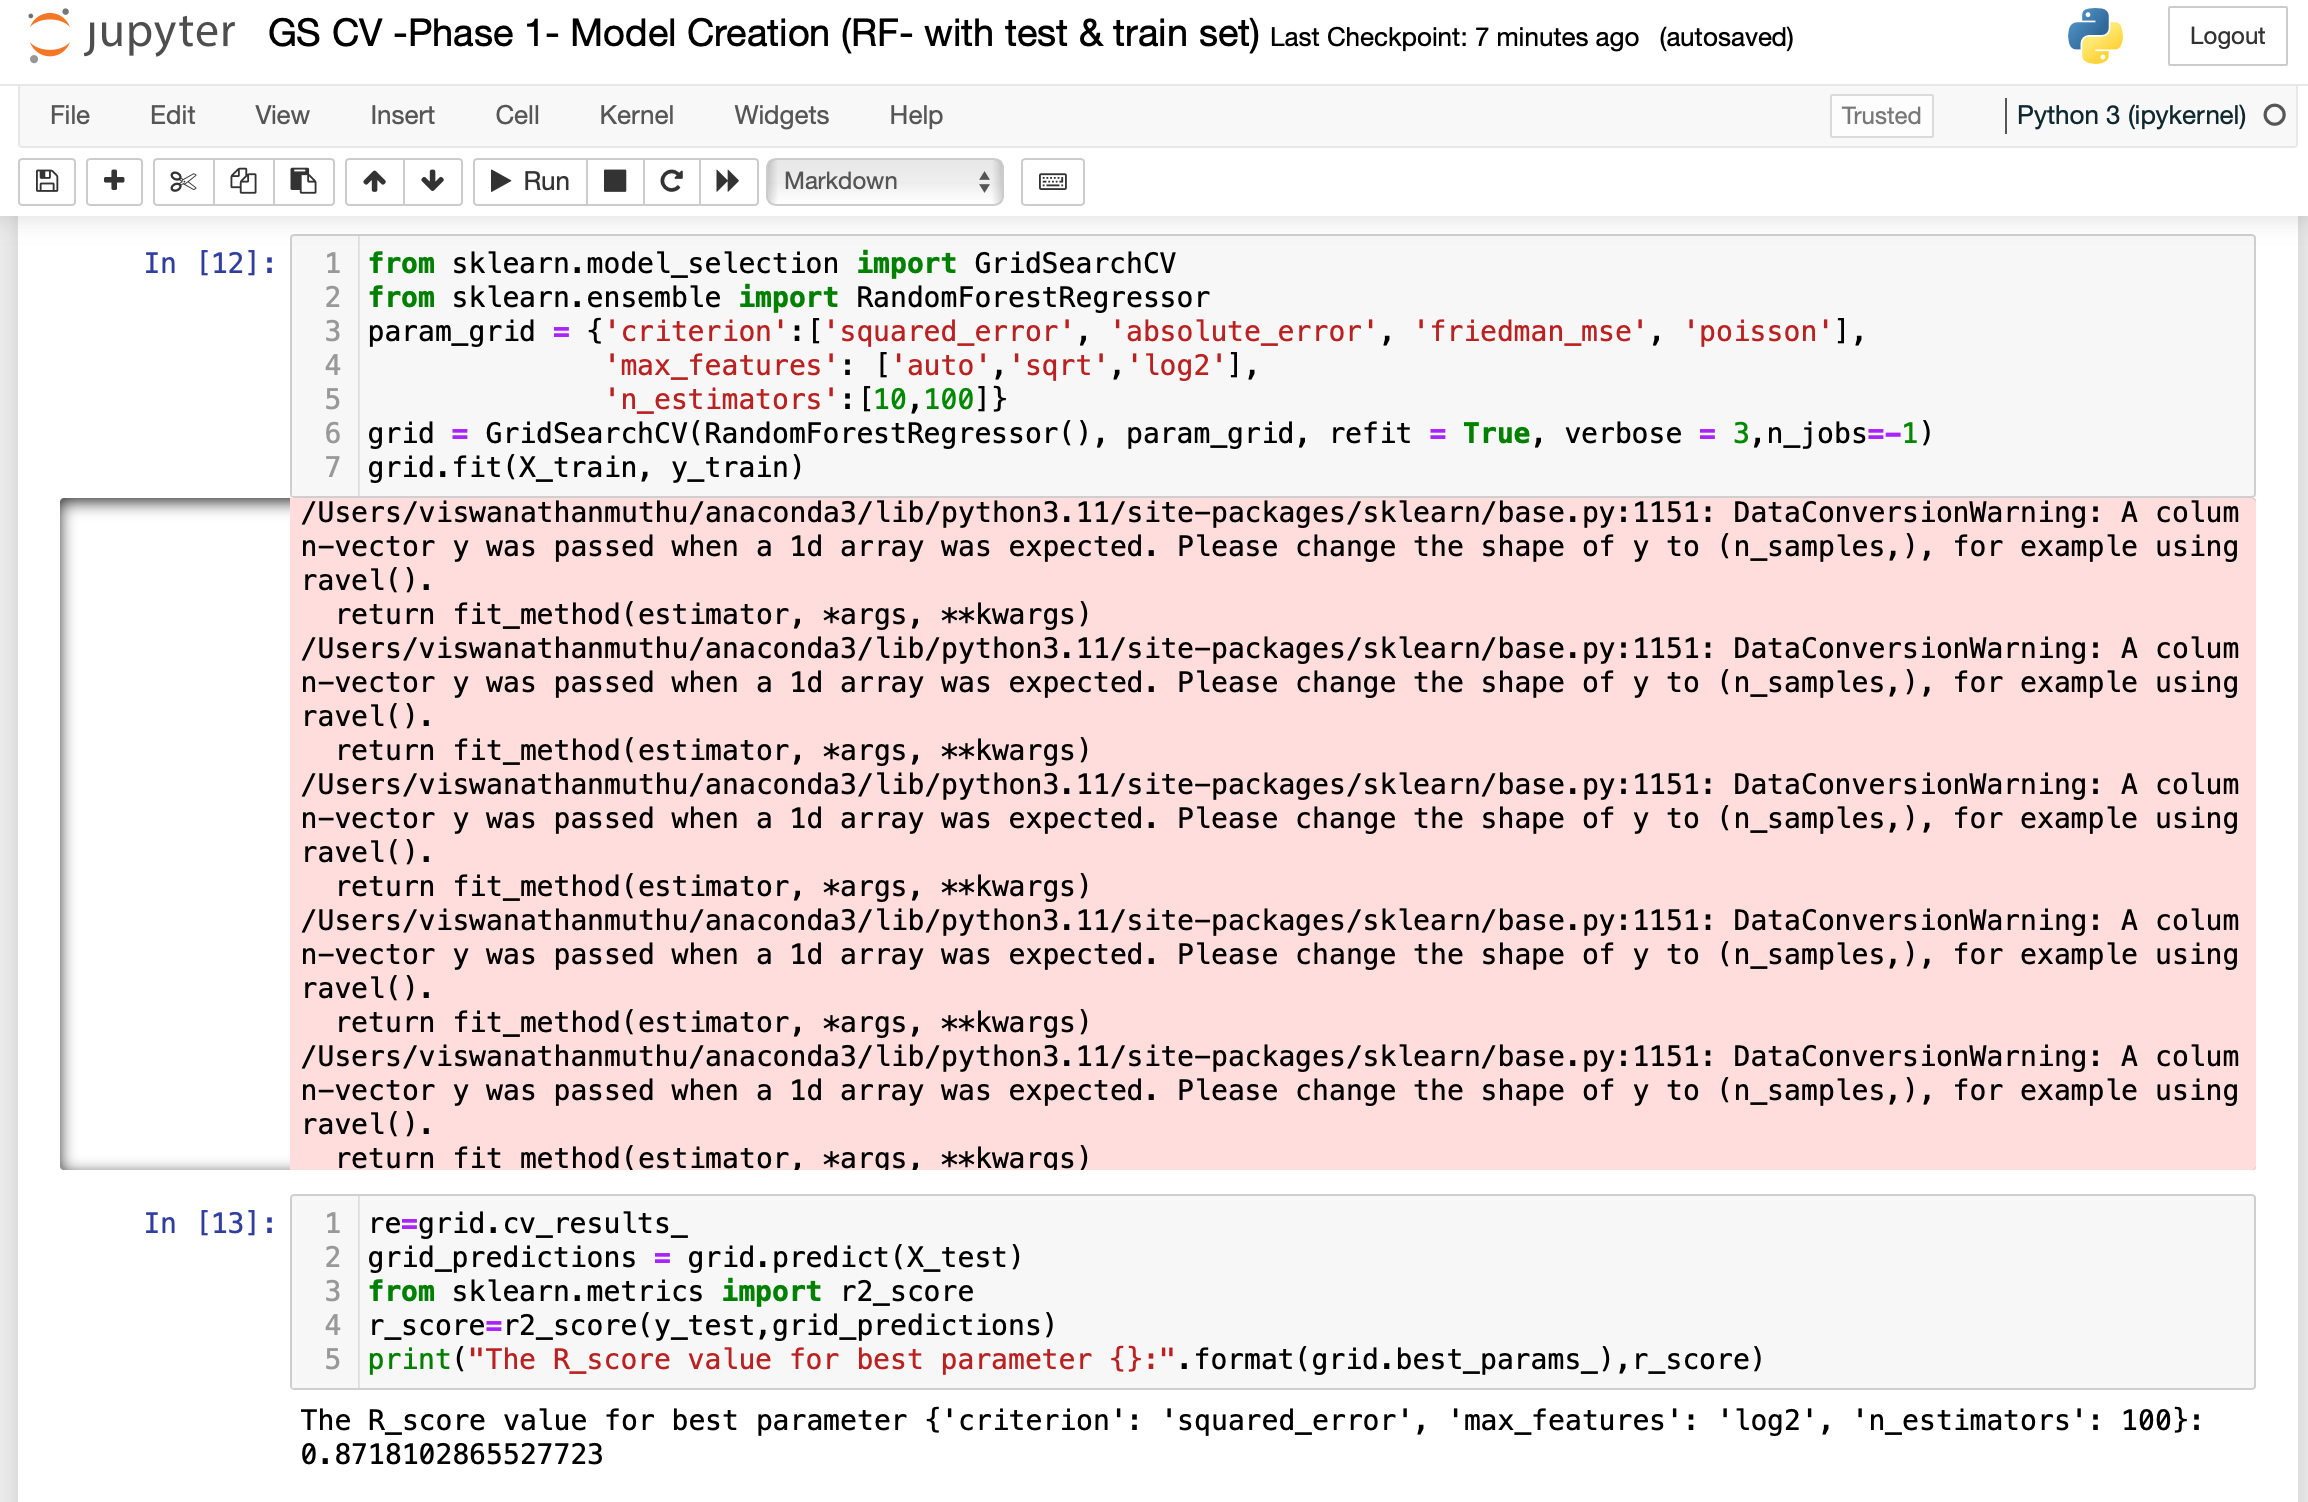 jupyter GS CV -Phase 1- Model Creation (RF- with test & train set) Last Checkpoint: 7 minutes ago (autosaved) Logout
File Edit View Insert Cell Kernel Widgets Help Trusted Python 3 (ipykernel)
Run Markdown
In [12]:
1 from sklearn.model_selection import GridSearchCV
2 from sklearn.ensemble import RandomForestRegressor
3 param_grid = {'criterion':['squared_error', 'absolute_error', 'friedman_mse', 'poisson'],
4 'max_features': ['auto','sqrt','log2'],
5 'n_estimators':[10,100]}
6 grid = GridSearchCV(RandomForestRegressor(), param_grid, refit = True, verbose = 3,n_jobs=-1)
7 grid.fit(X_train, y_train)
/Users/viswanathanmuthu/anaconda3/lib/python3.11/site-packages/sklearn/base.py:1151: DataConversionWarning: A colum
n-vector y was passed when a 1d array was expected. Please change the shape of y to (n_samples,), for example using
ravel().
return fit_method(estimator, *args, **kwargs)
/Users/viswanathanmuthu/anaconda3/lib/python3.11/site-packages/sklearn/base.py:1151: DataConversionWarning: A colum
n-vector y was passed when a 1d array was expected. Please change the shape of y to (n_samples,), for example using
ravel().
return fit_method(estimator, *args, **kwargs)
/Users/viswanathanmuthu/anaconda3/lib/python3.11/site-packages/sklearn/base.py:1151: DataConversionWarning: A colum
n-vector y was passed when a 1d array was expected. Please change the shape of y to (n_samples,), for example using
ravel().
return fit_method(estimator, *args, **kwargs)
/Users/viswanathanmuthu/anaconda3/lib/python3.11/site-packages/sklearn/base.py:1151: DataConversionWarning: A colum
n-vector y was passed when a 1d array was expected. Please change the shape of y to (n_samples,), for example using
ravel().
return fit_method(estimator, *args, **kwargs)
/Users/viswanathanmuthu/anaconda3/lib/python3.11/site-packages/sklearn/base.py:1151: DataConversionWarning: A colum
n-vector y was passed when a 1d array was expected. Please change the shape of y to (n_samples,), for example using
ravel().
return fit_method(estimator, *args, **kwargs)
In [13]:
1 re=grid.cv_results_
2 grid_predictions = grid.predict(X_test)
3 from sklearn.metrics import r2_score
4 r_score=r2_score(y_test,grid_predictions)
5 print("The R_score value for best parameter {}:".format(grid.best_params_),r_score)
The R_score value for best parameter {'criterion': 'squared_error', 'max_features': 'log2', 'n_estimators': 100}:
0.8718102865527723